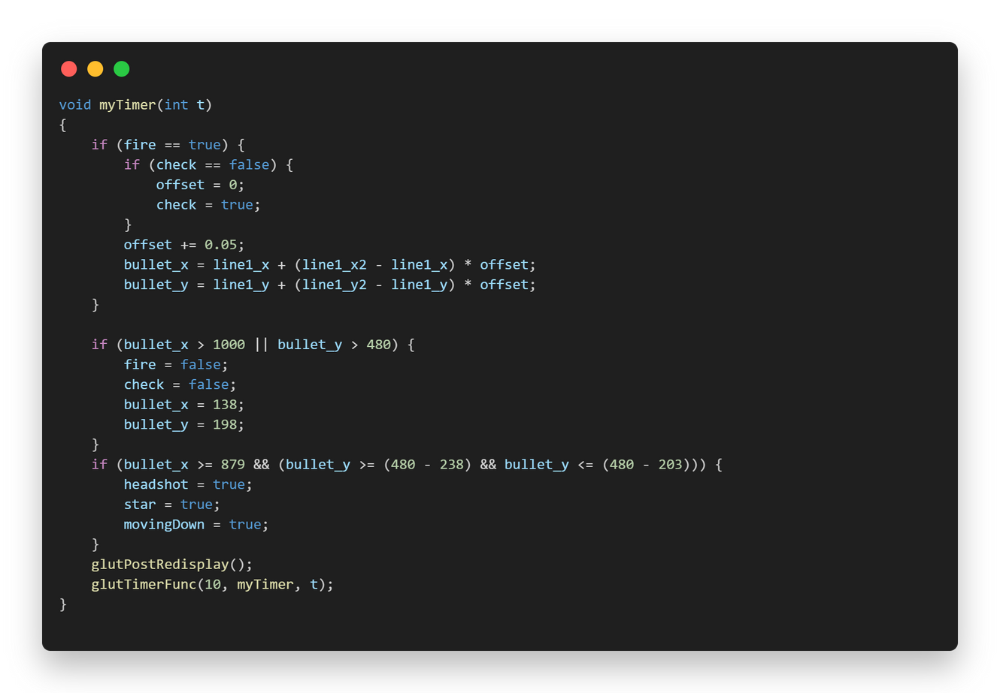 void myTimer(int t)
{
    if (fire == true) {
        if (check == false) {
            offset = 0;
            check = true;
        }
        offset += 0.05;
        bullet_x = line1_x + (line1_x2 - line1_x) * offset;
        bullet_y = line1_y + (line1_y2 - line1_y) * offset;
    }

    if (bullet_x > 1000 || bullet_y > 480) {
        fire = false;
        check = false;
        bullet_x = 138;
        bullet_y = 198;
    }
    if (bullet_x >= 879 && (bullet_y >= (480 - 238) && bullet_y <= (480 - 203))) {
        headshot = true;
        star = true;
        movingDown = true;
    }
    glutPostRedisplay();
    glutTimerFunc(10, myTimer, t);
}